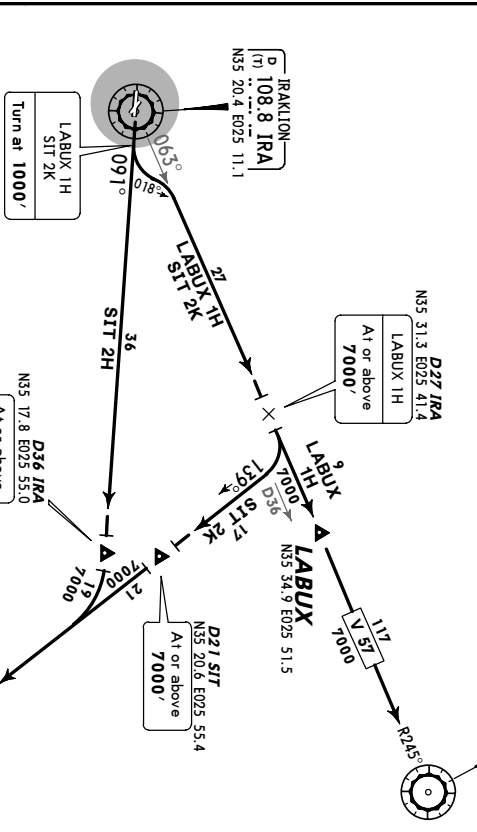 IRAKLION
D
(T) 108.8 IRA
N35 20.4 E025 11.1
063°
018°
091°
LABUX 1H
SIT 2K
Turn at 1000'
27
LABUX 1H
SIT 2K
36
SIT 2H
D27 IRA
N35 31.3 E025 41.4
LABUX 1H
At or above
7000'
9
LABUX
1H
7000
D36
139°
17
SIT
2K
LABUX
N35 34.9 E025 51.5
117
V 57
7000
R245°
D21 SIT
N35 20.6 E025 55.4
At or above
7000'
21
7000
19
7000
D36 IRA
N35 17.8 E025 55.0
At or above